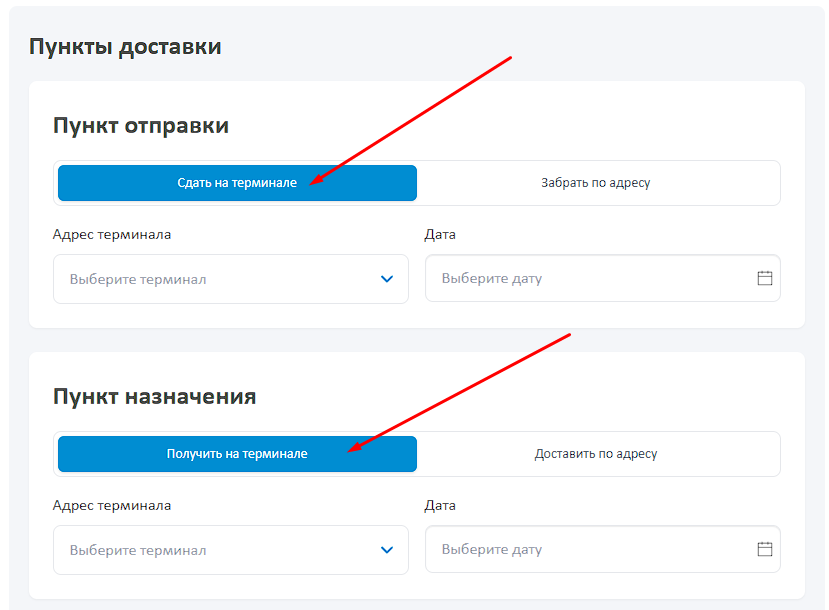 Пункты доставки
Пункт отправки
Сдать на терминале
Забрать по адресу
Адрес терминала
Дата
Выберите терминал
Выберите дату
Пункт назначения
Получить на терминале
Доставить по адресу
Адрес терминала
Дата
Выберите терминал
Выберите дату